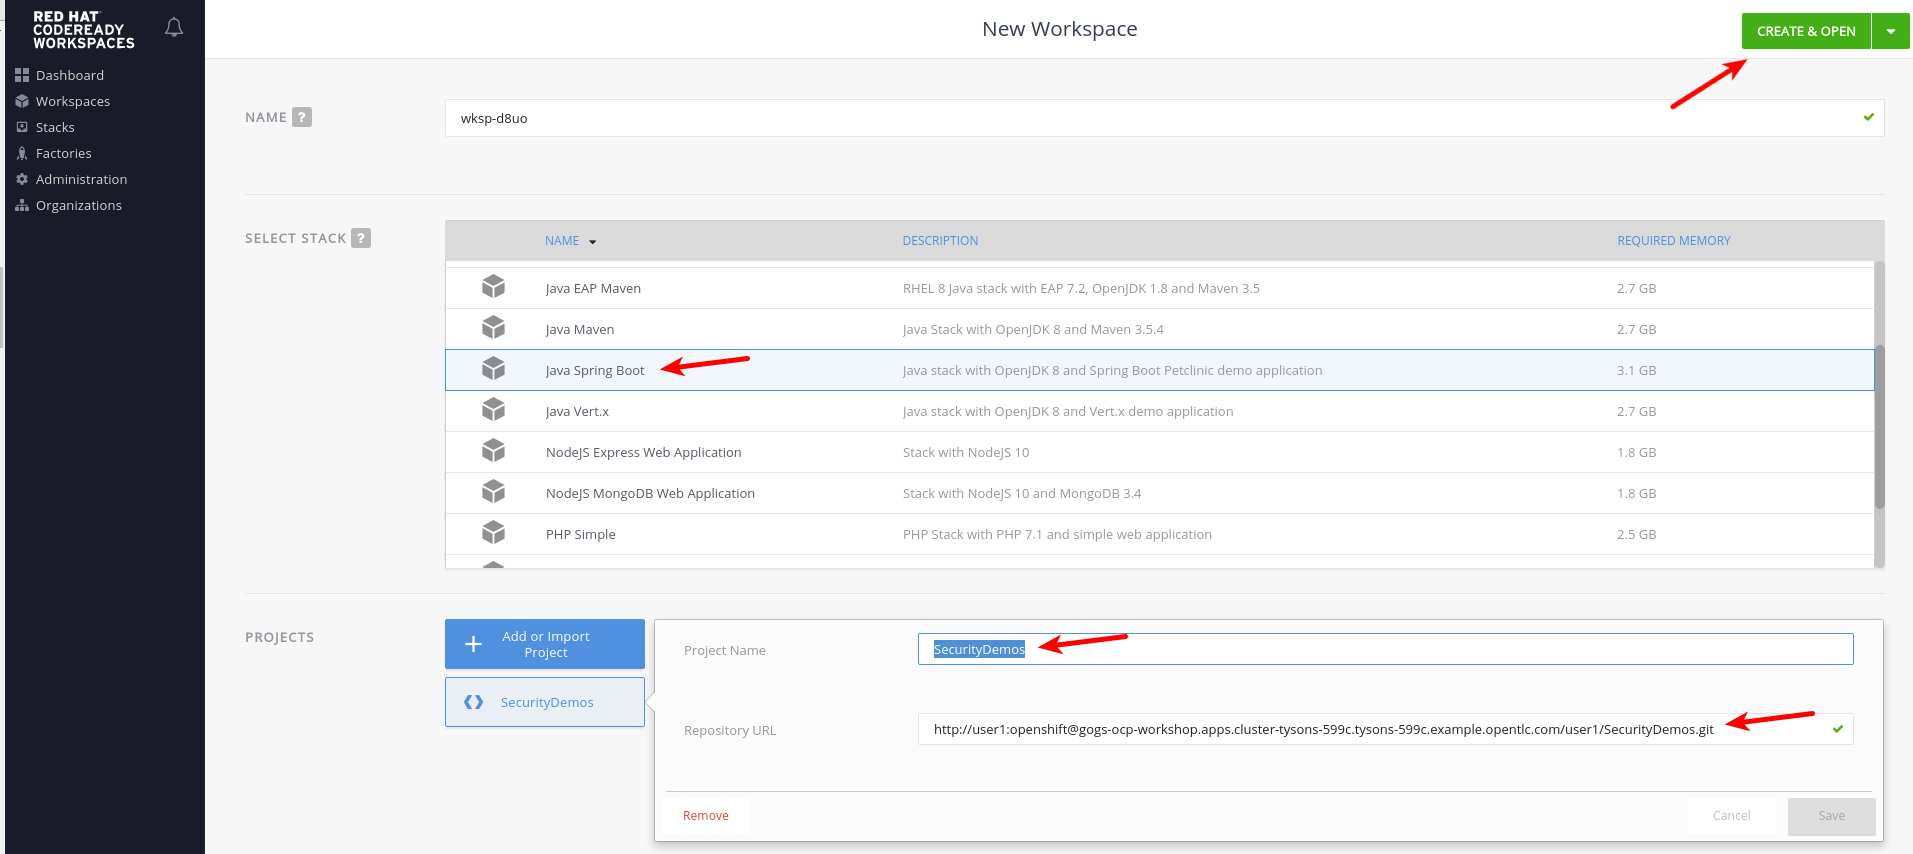 RED HAT
CODEREADY
WORKSPACES
New Workspace
CREATE & OPEN
Dashboard
Workspaces
Stacks
Factories
Administration
Organizations
NAME ?
wksp-d8uo
SELECT STACK ?
NAME DESCRIPTION REQUIRED MEMORY
Java EAP Maven RHEL 8 Java stack with EAP 7.2, OpenJDK 1.8 and Maven 3.5 2.7 GB
Java Maven Java Stack with OpenJDK 8 and Maven 3.5.4 2.7 GB
Java Spring Boot Java stack with OpenJDK 8 and Spring Boot Petclinic demo application 3.1 GB
Java Vert.x Java stack with OpenJDK 8 and Vert.x demo application 2.7 GB
NodeJS Express Web Application Stack with NodeJS 10 1.8 GB
NodeJS MongoDB Web Application Stack with NodeJS 10 and MongoDB 3.4 1.8 GB
PHP Simple PHP Stack with PHP 7.1 and simple web application 2.5 GB
PROJECTS
Add or Import
Project
SecurityDemos
Project Name SecurityDemos
Repository URL http://user1:openshift@gogs-ocp-workshop.apps.cluster-tysons-599c.tysons-599c.example.opentlc.com/user1/SecurityDemos.git
Remove Cancel Save